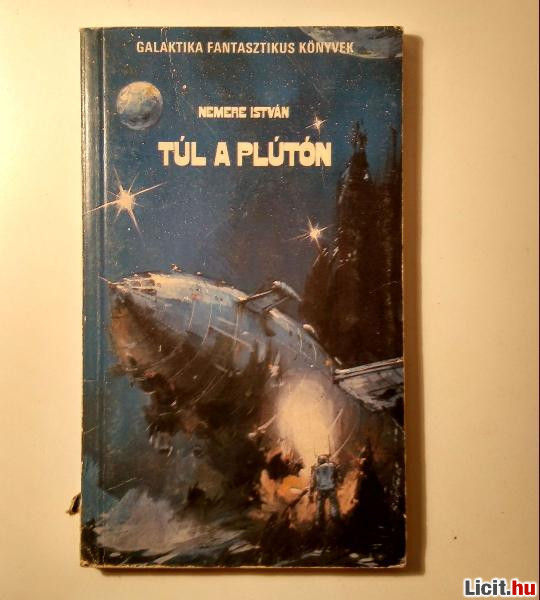 GALAKTIKA FANTASZTIKUS KÖNYVEK
NEMERE ISTVÁN
TÚL A PLÚTÓN
Licit.hu